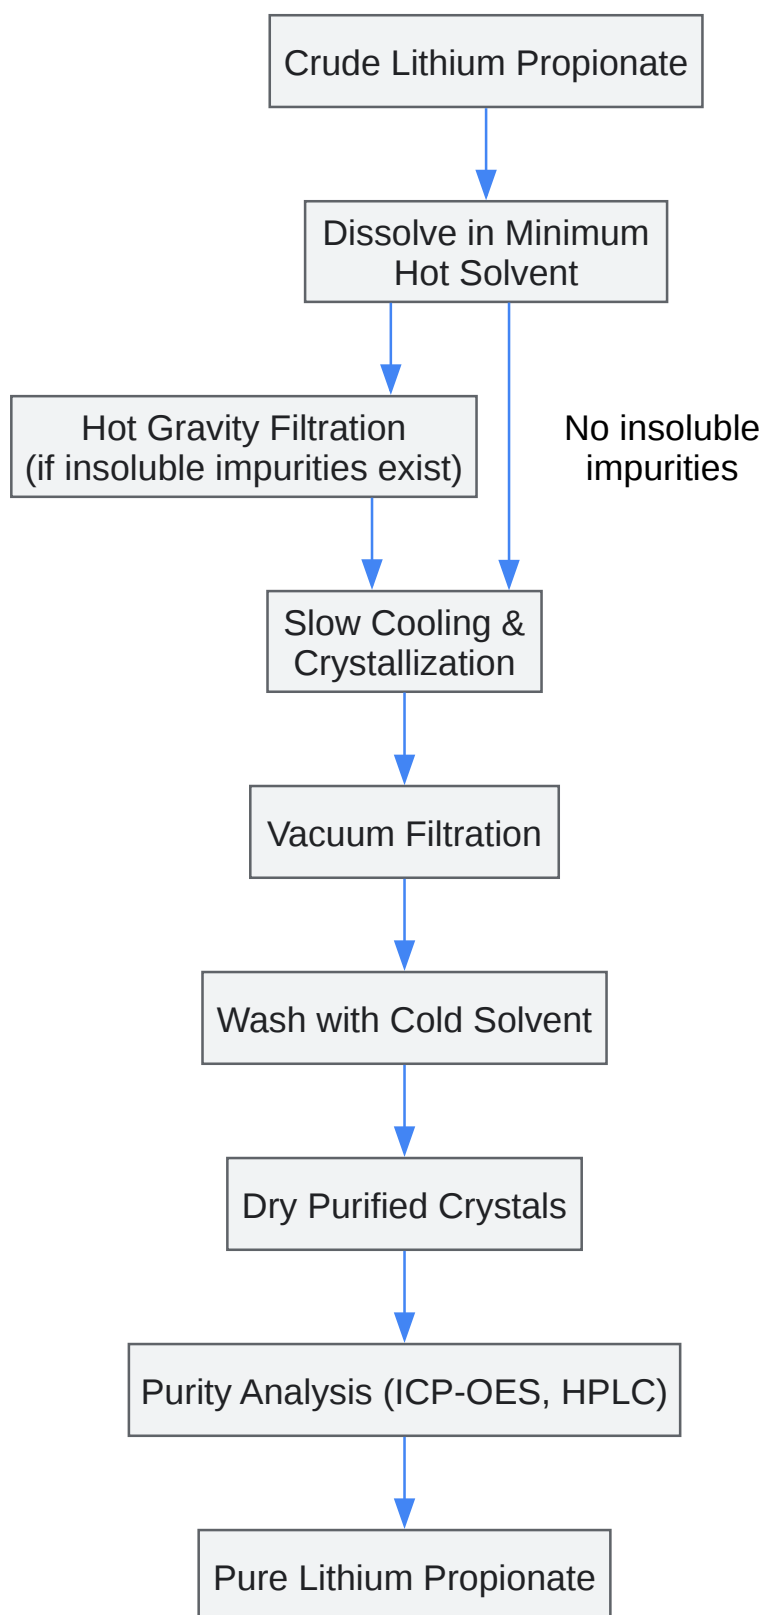 Crude Lithium Propionate
Dissolve in Minimum
Hot Solvent
Hot Gravity Filtration
(if insoluble impurities exist)
No insoluble
impurities
Slow Cooling &
Crystallization
Vacuum Filtration
Wash with Cold Solvent
Dry Purified Crystals
Purity Analysis (ICP-OES, HPLC)
Pure Lithium Propionate